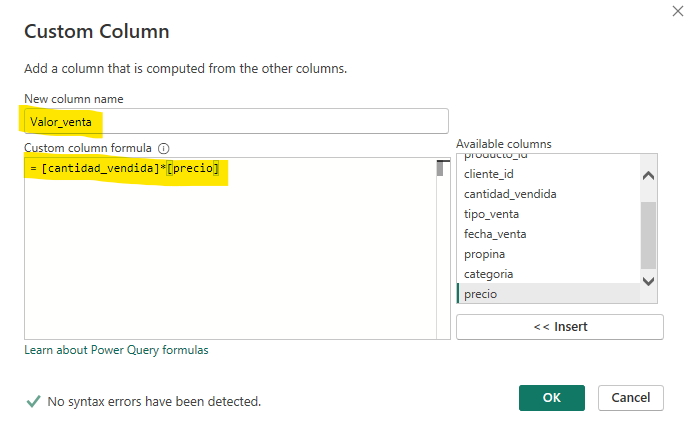 Custom Column
Add a column that is computed from the other columns.
New column name
Valor_venta
Custom column formula
= [cantidad_vendida]*[precio]
Available columns
producto_id
cliente_id
cantidad_vendida
tipo_venta
fecha_venta
propina
categoria
precio
<< Insert
Learn about Power Query formulas
No syntax errors have been detected.
OK
Cancel